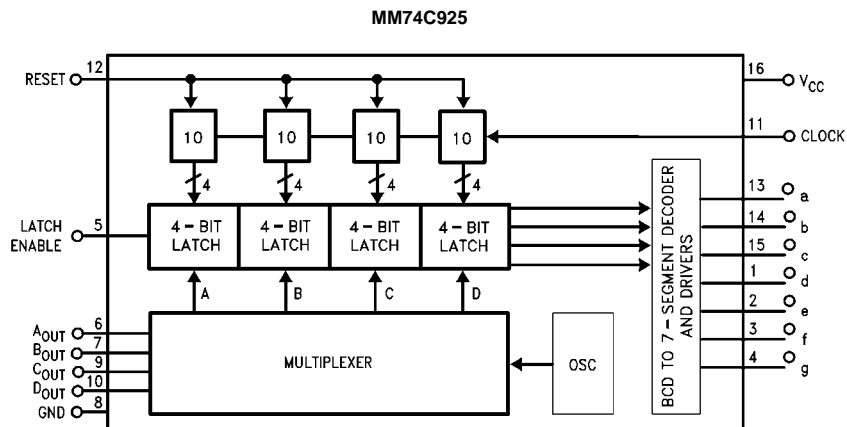 MM74C925
RESET 12
16 VCC
10 10 10 10
11 CLOCK
4 4 4 4
LATCH
ENABLE
5
4-BIT
LATCH
4-BIT
LATCH
4-BIT
LATCH
4-BIT
LATCH
A B C D
BCD TO 7-SEGMENT DECODER
AND DRIVERS
13 a
14 b
15 c
1 d
2 e
3 f
4 g
AOUT 6
BOUT 7
COUT 9
DOUT 10
GND 8
MULTIPLEXER
OSC